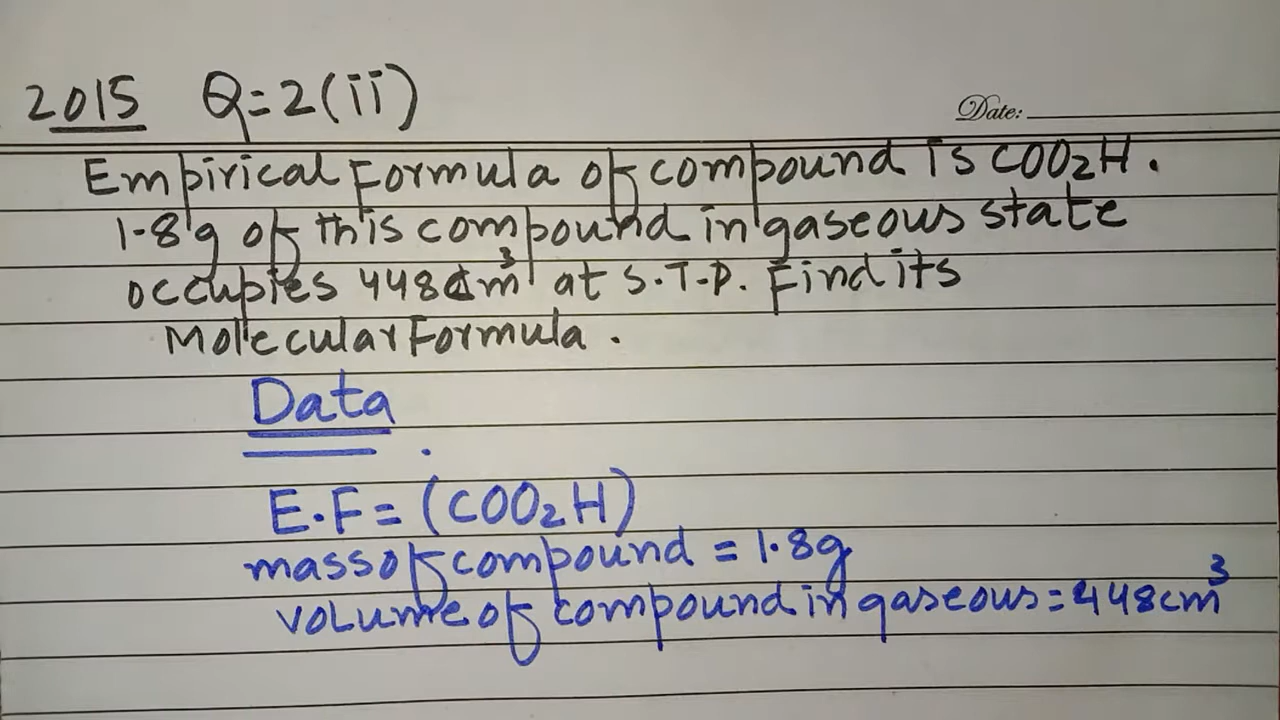 2015 Q=2(ii)
Date:
Empirical Formula of compound is COO₂H.
1.8g of this compound in gaseous state
occupies 448cm³ at S.T.P. Find its
Molecular Formula.
Data
E.F = (COO₂H)
mass of compound = 1.8g
volume of compound in gaseous = 448cm³